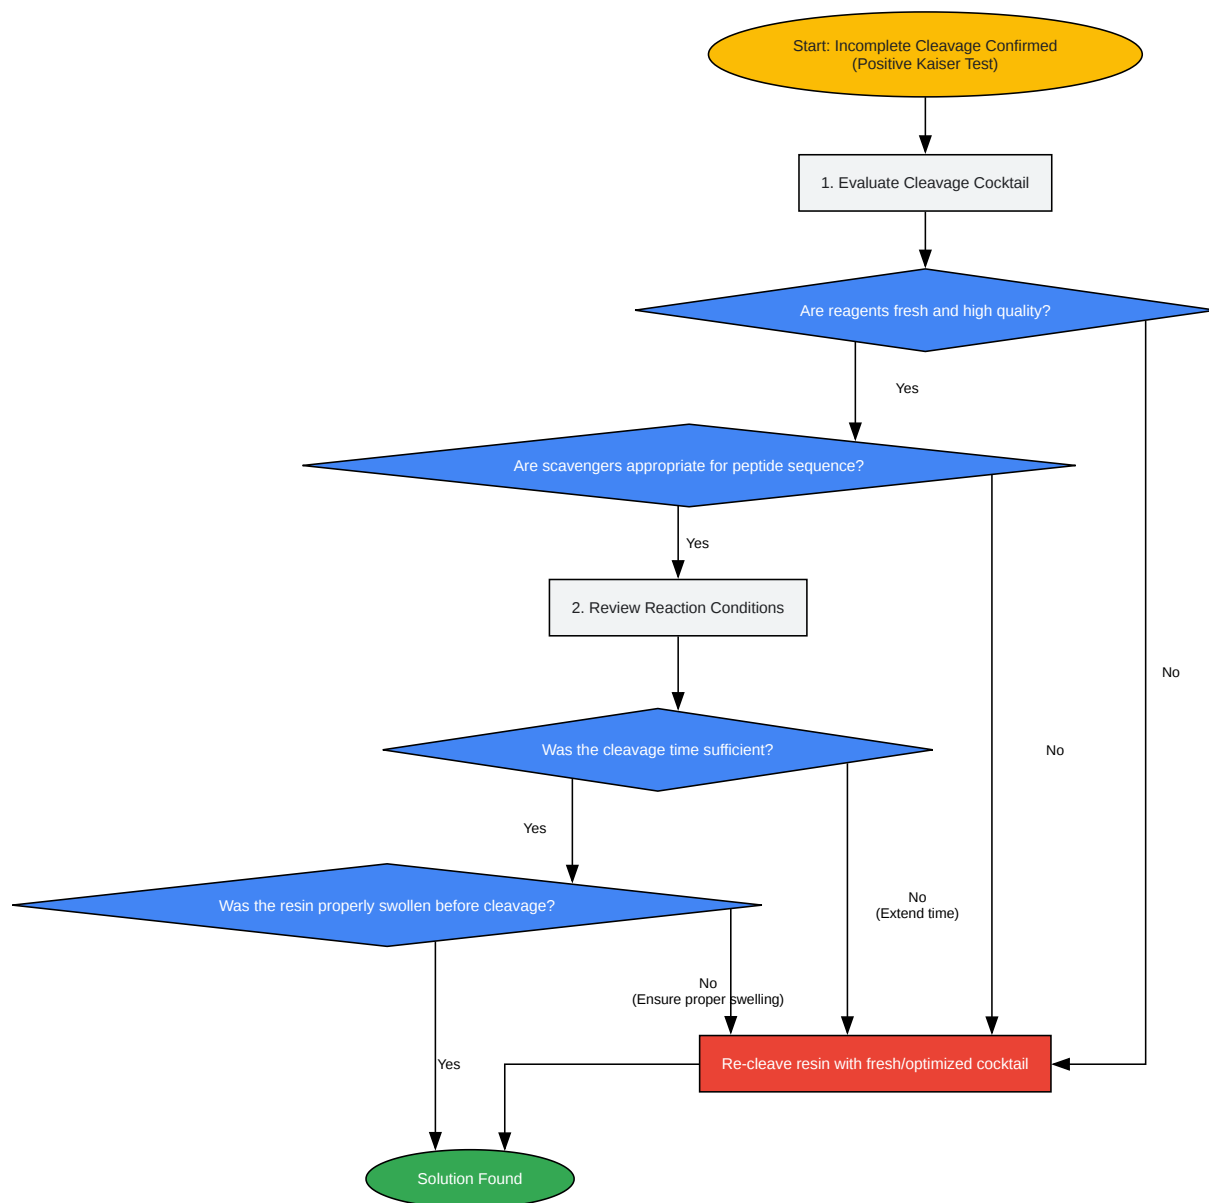 Start: Incomplete Cleavage Confirmed
(Positive Kaiser Test)
1. Evaluate Cleavage Cocktail
Are reagents fresh and high quality?
Yes
Are scavengers appropriate for peptide sequence?
Yes
2. Review Reaction Conditions
No
Was the cleavage time sufficient?
No
Yes
No
(Extend time)
Was the resin properly swollen before cleavage?
No
(Ensure proper swelling)
Yes
Re-cleave resin with fresh/optimized cocktail
Solution Found